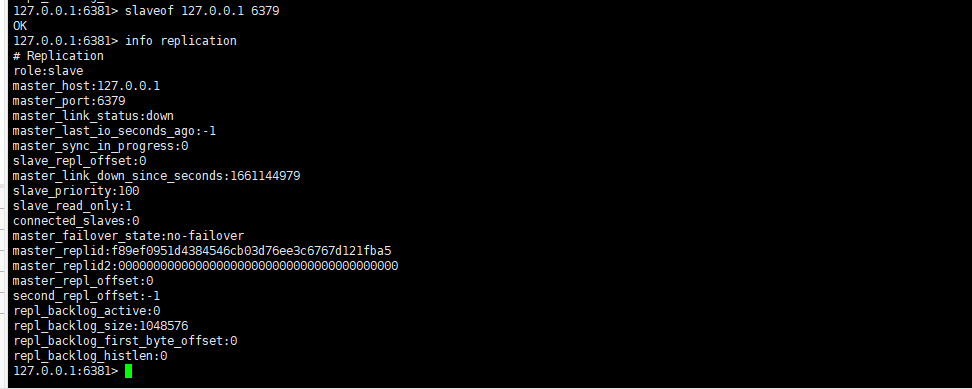 127.0.0.1:6381> slaveof 127.0.0.1 6379
OK
127.0.0.1:6381> info replication
# Replication
role:slave
master_host:127.0.0.1
master_port:6379
master_link_status:down
master_last_io_seconds_ago:-1
master_sync_in_progress:0
slave_repl_offset:0
master_link_down_since_seconds:1661144979
slave_priority:100
slave_read_only:1
connected_slaves:0
master_failover_state:no-failover
master_replid:f89ef0951d4384546cb03d76ee3c6767d121fba5
master_replid2:0000000000000000000000000000000000000000
master_repl_offset:0
second_repl_offset:-1
repl_backlog_active:0
repl_backlog_size:1048576
repl_backlog_first_byte_offset:0
repl_backlog_histlen:0
127.0.0.1:6381>